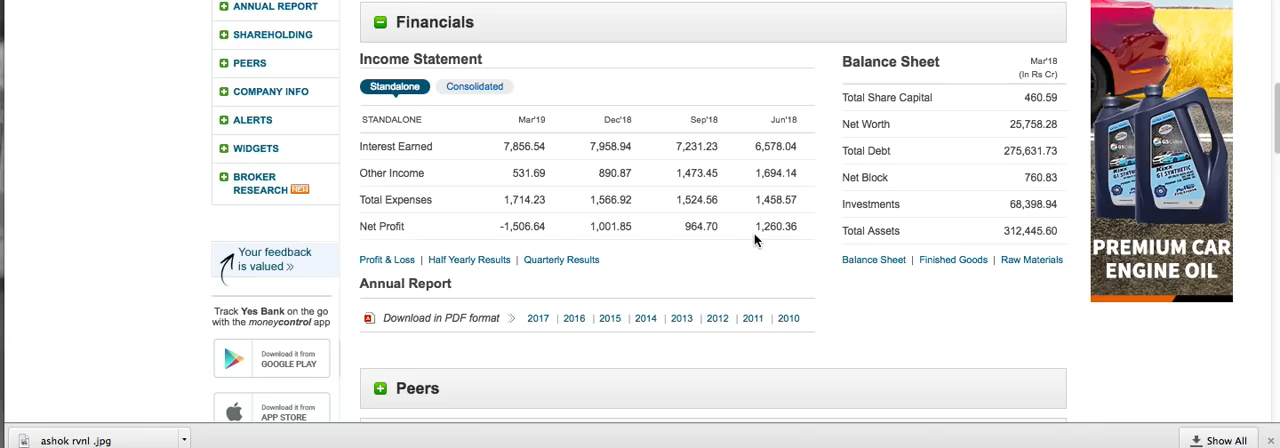 ANNUAL REPORT
SHAREHOLDING
PEERS
COMPANY INFO
ALERTS
WIDGETS
BROKER
RESEARCH NEW
Your feedback
is valued »
Track Yes Bank on the go
with the moneycontrol app
Download it from
GOOGLE PLAY
Download it from
APP STORE
Financials
Income Statement
Standalone Consolidated
STANDALONE Mar'19 Dec'18 Sep'18 Jun'18
Interest Earned 7,856.54 7,958.94 7,231.23 6,578.04
Other Income 531.69 890.87 1,473.45 1,694.14
Total Expenses 1,714.23 1,566.92 1,524.56 1,458.57
Net Profit -1,506.64 1,001.85 964.70 1,260.36
Profit & Loss | Half Yearly Results | Quarterly Results
Annual Report
Download in PDF format 2017 | 2016 | 2015 | 2014 | 2013 | 2012 | 2011 | 2010
Balance Sheet Mar'18
(In Rs Cr)
Total Share Capital 460.59
Net Worth 25,758.28
Total Debt 275,631.73
Net Block 760.83
Investments 68,398.94
Total Assets 312,445.60
Balance Sheet | Finished Goods | Raw Materials
Peers
PREMIUM CAR
ENGINE OIL
ashok rvnl .jpg
Show All